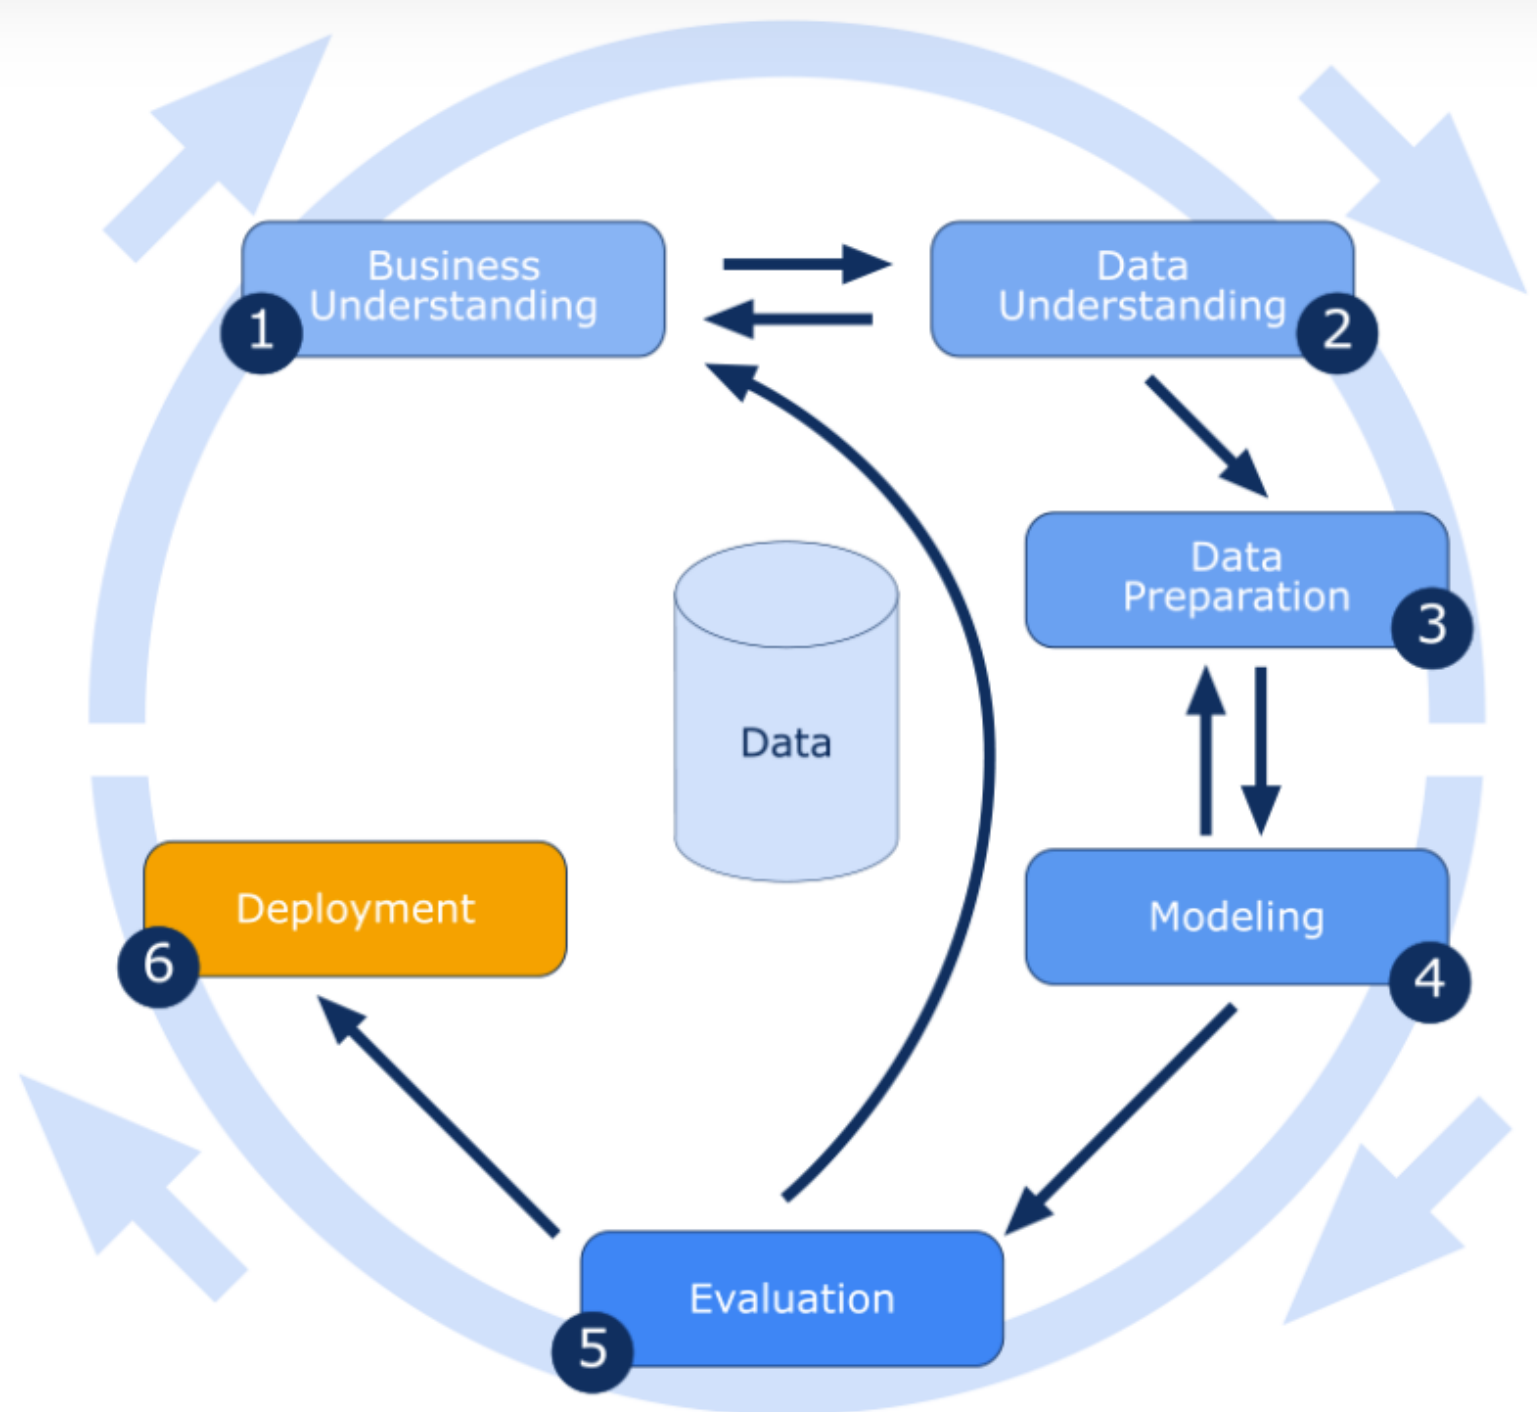 Business
Understanding
1
Data
Understanding
2
Data
Preparation
3
Data
Modeling
4
Deployment
6
Evaluation
5